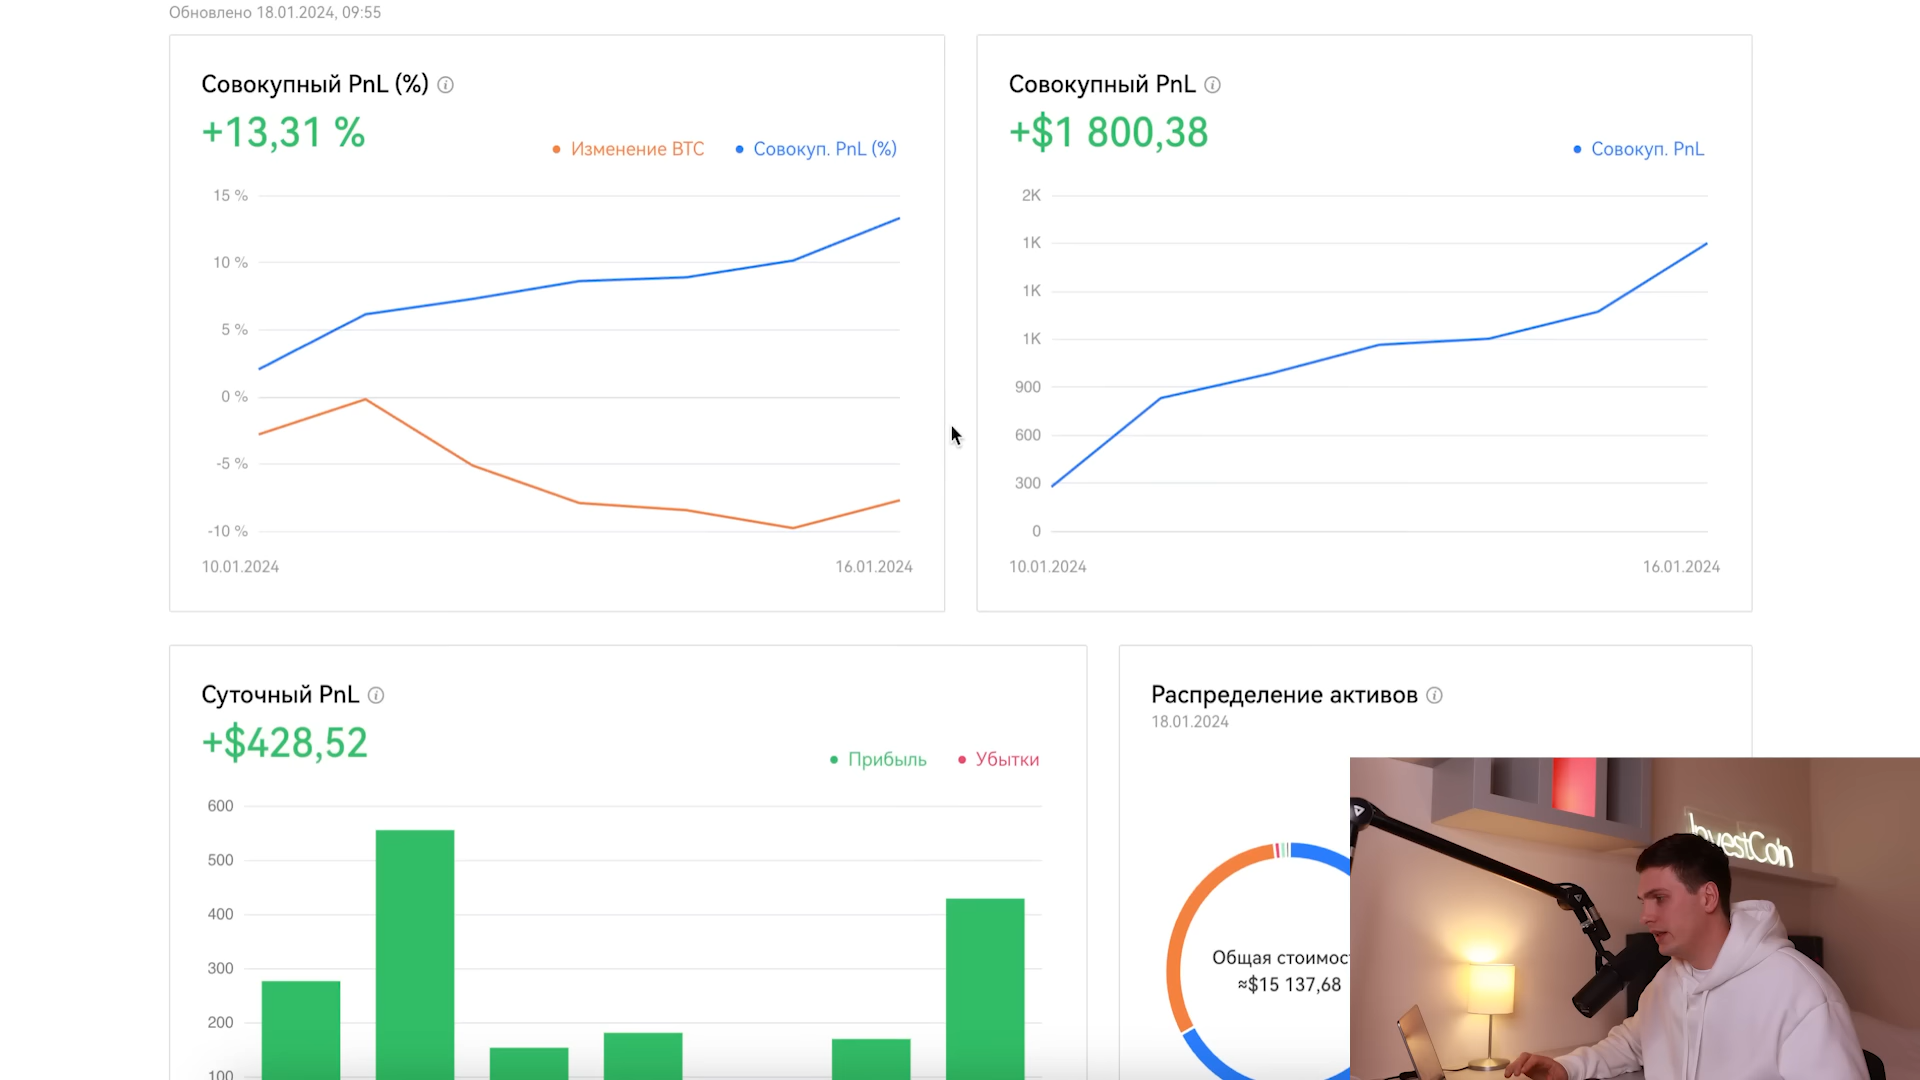 Обновлено 18.01.2024, 09:55
Совокупный PnL (%)
+13,31 %
Изменение BTC
Совокуп. PnL (%)
15 %
10 %
5 %
0 %
-5 %
-10 %
10.01.2024
16.01.2024
Совокупный PnL
+$1 800,38
Совокуп. PnL
2K
1K
1K
1K
900
600
300
0
10.01.2024
16.01.2024
Суточный PnL
+$428,52
Прибыль
Убытки
600
500
400
300
200
100
Распределение активов
18.01.2024
Общая стоимос
≈$15 137,68
InvestCoin